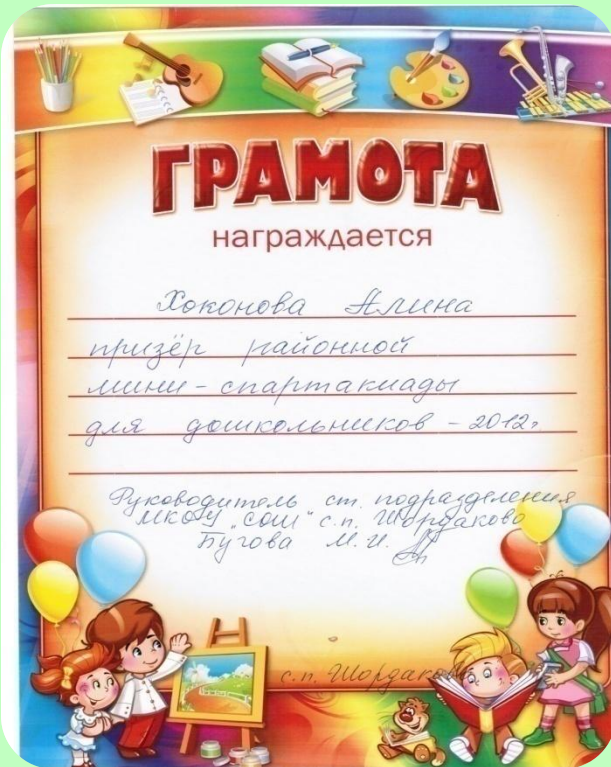 ГРАМОТА
награждается
Хоконова Алина
призёр районной
мини-спартакиады
для дошкольников - 2012г
Руководитель ст. подразделения
МКОУ "СОШ" с.п. Шордаково
Бугова М.И.
с.п. Шордаково